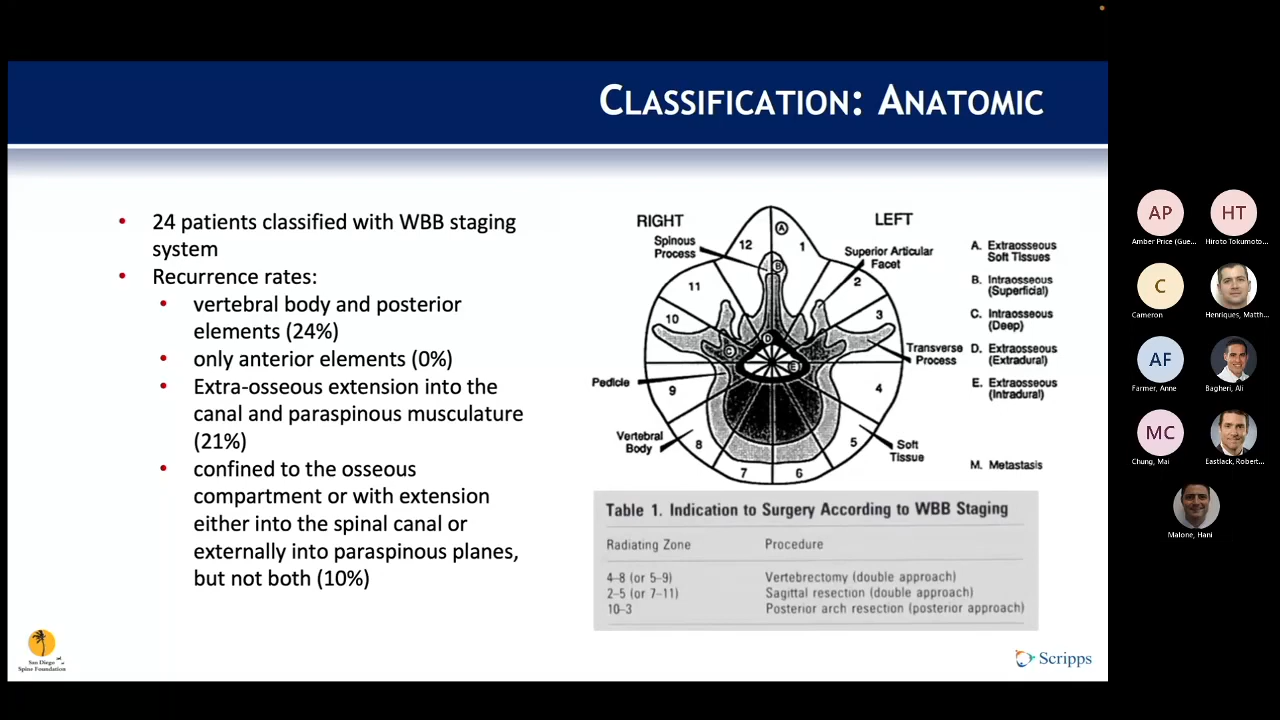 CLASSIFICATION: ANATOMIC
• 24 patients classified with WBB staging
system
• Recurrence rates:
• vertebral body and posterior
elements (24%)
• only anterior elements (0%)
• Extra-osseous extension into the
canal and paraspinous musculature
(21%)
• confined to the osseous
compartment or with extension
either into the spinal canal or
externally into paraspinous planes,
but not both (10%)
RIGHT
LEFT
Spinous
Process
Superior Articular
Facet
Transverse
Process
Pedicle
Vertebral
Body
Soft
Tissue
12
1
11
2
10
3
9
4
8
5
7
6
A
B
C
D
E
A. Extraosseous
Soft Tissues
B. Intraosseous
(Superficial)
C. Intraosseous
(Deep)
D. Extraosseous
(Extradural)
E. Extraosseous
(Intradural)
M. Metastasis
Table 1. Indication to Surgery According to WBB Staging
Radiating Zone Procedure
4–8 (or 5–9) Vertebrectomy (double approach)
2–5 (or 7–11) Sagittal resection (double approach)
10–3 Posterior arch resection (posterior approach)
San Diego
Spine Foundation
Scripps
AP
Amber Price (Gue...
HT
Hiroto Tokumoto...
C
Cameron
Henriques, Matth...
AF
Farmer, Anne
Bagheri, Ali
MC
Chung, Mai
Eastlack, Robert...
Malone, Hani